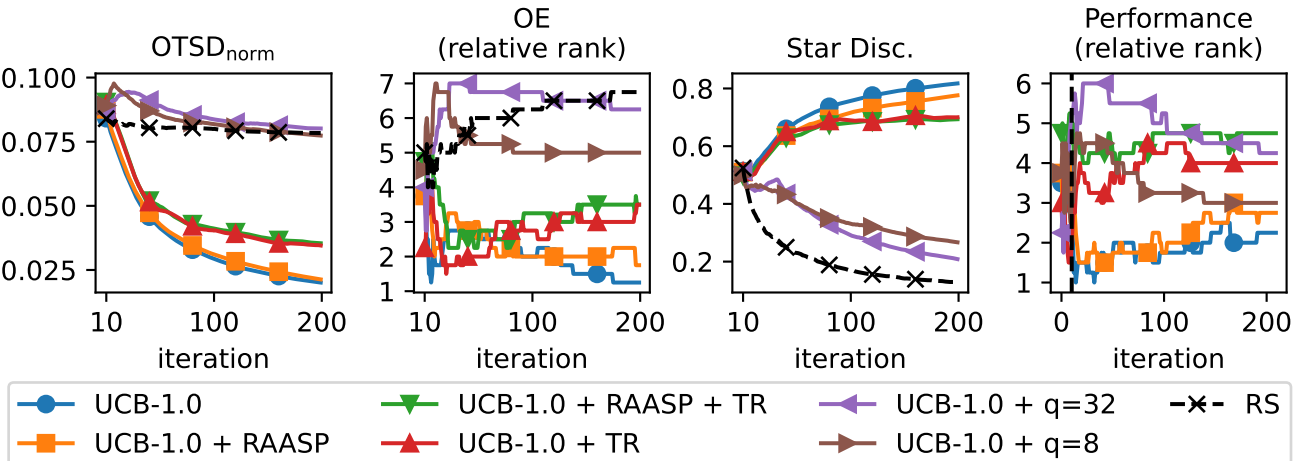 OTSDnorm
0.100
0.075
0.050
0.025
10 100 200
iteration
OE
(relative rank)
7
6
5
4
3
2
1
10 100 200
iteration
Star Disc.
0.8
0.6
0.4
0.2
10 100 200
iteration
Performance
(relative rank)
6
5
4
3
2
1
0 100 200
iteration
UCB-1.0
UCB-1.0 + RAASP
UCB-1.0 + RAASP + TR
UCB-1.0 + TR
UCB-1.0 + q=32
UCB-1.0 + q=8
RS